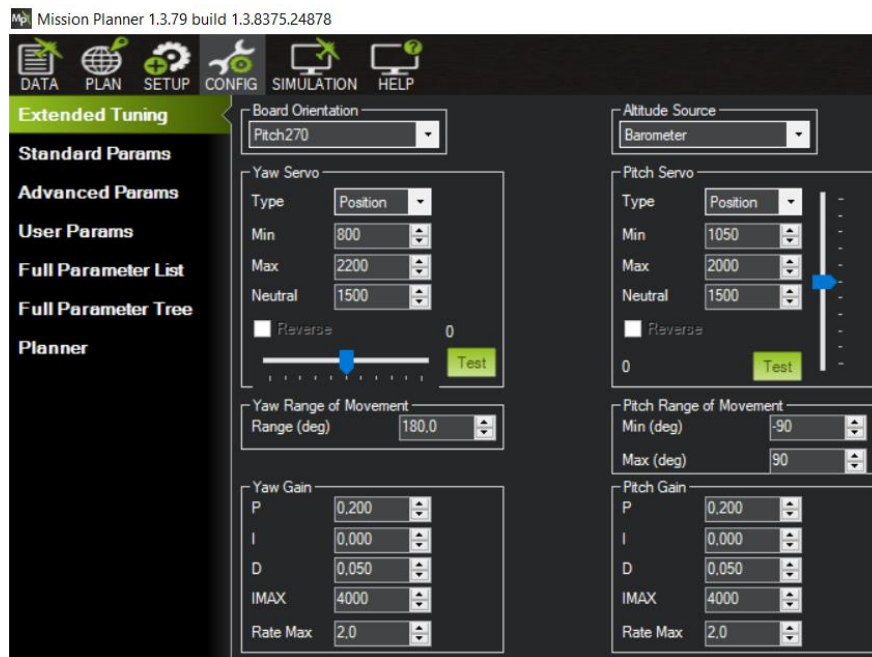 Mission Planner 1.3.79 build 1.3.8375.24878
DATA PLAN SETUP CONFIG SIMULATION HELP
Extended Tuning
Standard Params
Advanced Params
User Params
Full Parameter List
Full Parameter Tree
Planner
Board Orientation
Pitch270
Yaw Servo
Type Position
Min 800
Max 2200
Neutral 1500
Reverse 0
Test
Yaw Range of Movement
Range (deg) 180,0
Yaw Gain
P 0,200
I 0,000
D 0,050
IMAX 4000
Rate Max 2,0
Altitude Source
Barometer
Pitch Servo
Type Position
Min 1050
Max 2000
Neutral 1500
Reverse
0 Test
Pitch Range of Movement
Min (deg) -90
Max (deg) 90
Pitch Gain
P 0,200
I 0,000
D 0,050
IMAX 4000
Rate Max 2,0